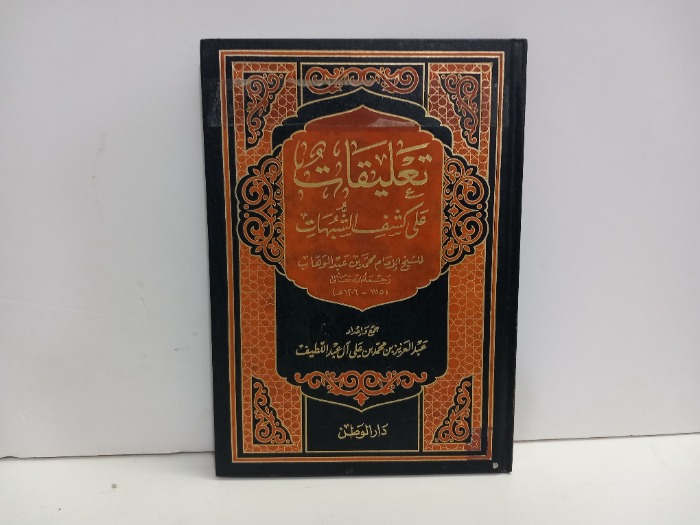 تعليقات
على كشف الشبهات
للشيخ الإمام محمد بن عبد الوهاب
رحمه الله تعالى
(١١١٥ - ١٢٠٦ هـ)
جمع وإعداد
عبد العزيز بن محمد بن علي آل عبد اللطيف
دار الوطن